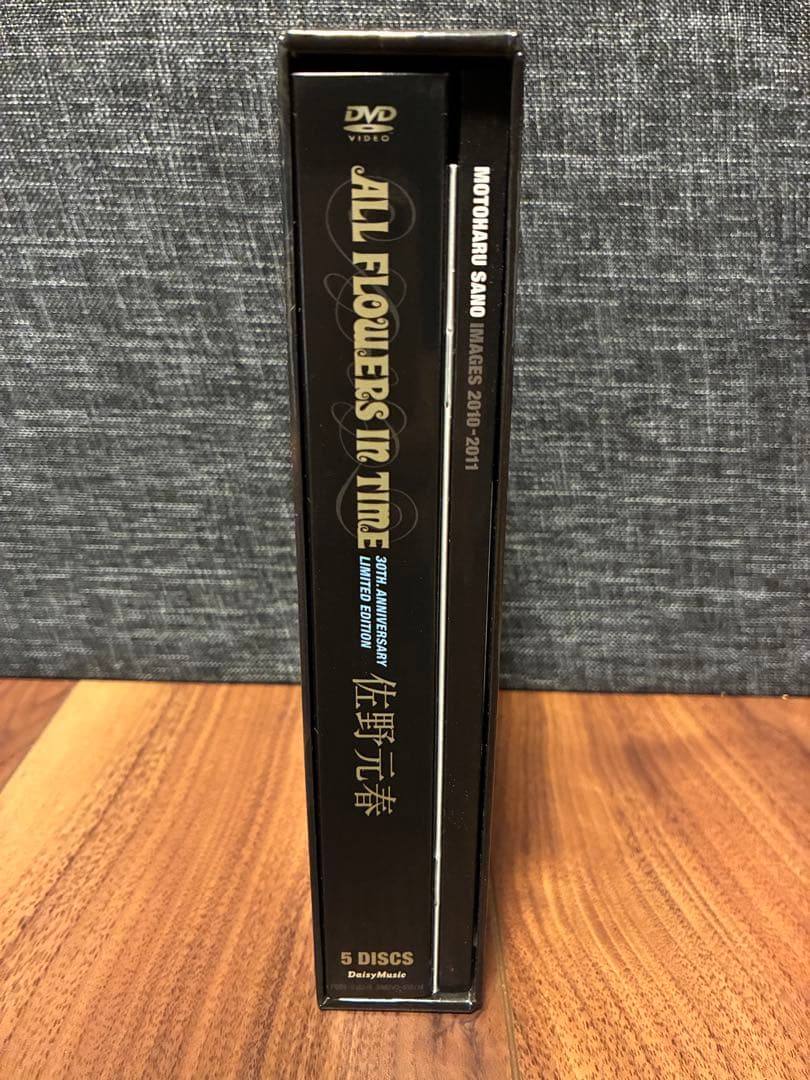 DVD
VIDEO
ALL FLOWERS IN TIME
30TH. ANNIVERSARY
LIMITED EDITION
佐野元春
5 DISCS
DaisyMusic
MOTOHARU SANO IMAGES 2010-2011